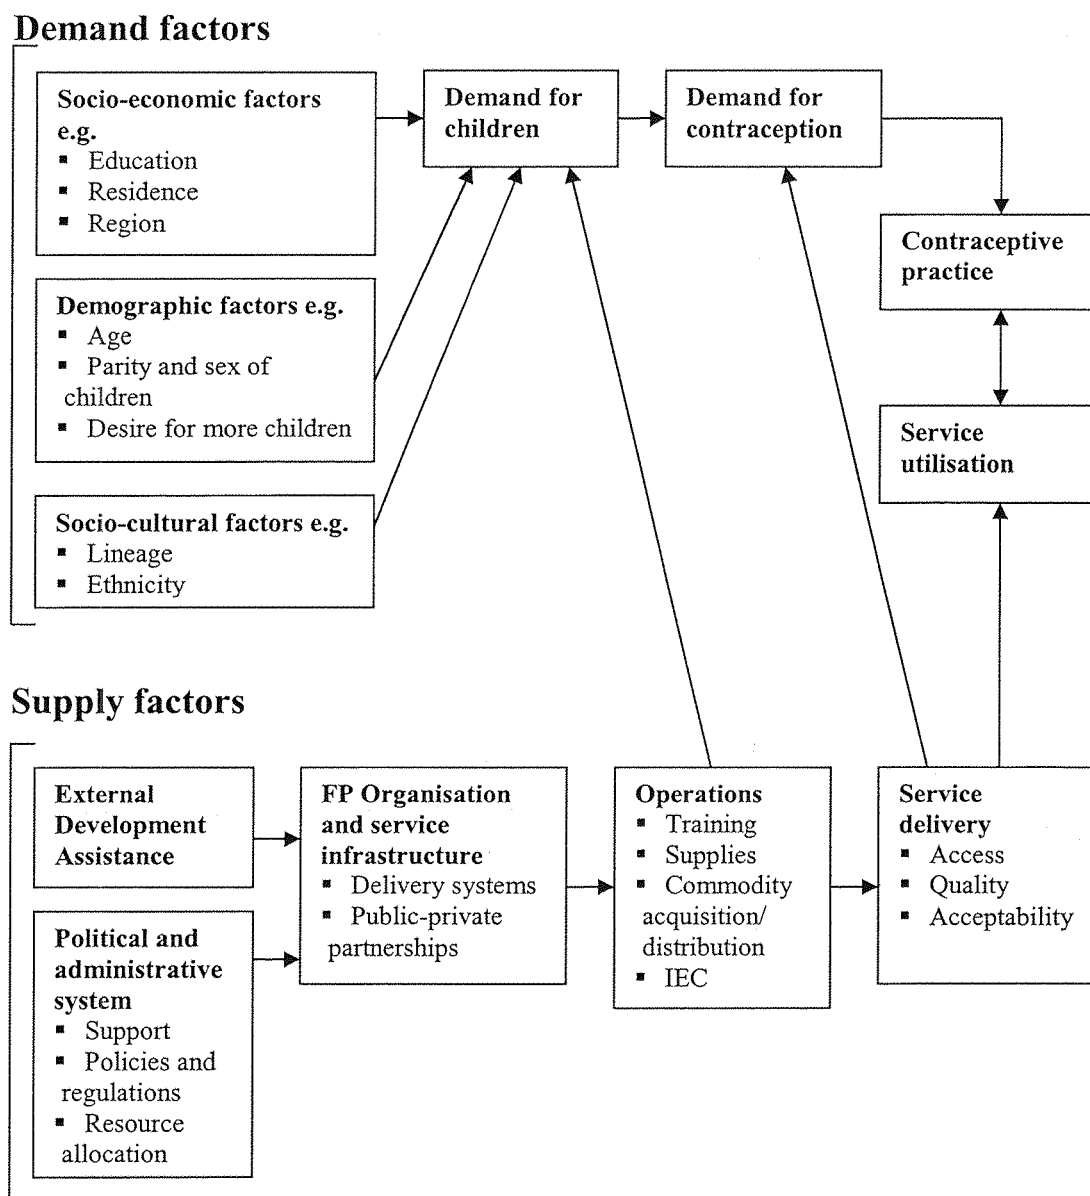 Demand factors
Socio-economic factors
e.g.
▪ Education
▪ Residence
▪ Region
Demographic factors e.g.
▪ Age
▪ Parity and sex of
children
▪ Desire for more children
Socio-cultural factors e.g.
▪ Lineage
▪ Ethnicity
Demand for
children
Demand for
contraception
Contraceptive
practice
Service
utilisation
Supply factors
External
Development
Assistance
Political and
administrative
system
▪ Support
▪ Policies and
regulations
▪ Resource
allocation
FP Organisation
and service
infrastructure
▪ Delivery systems
▪ Public-private
partnerships
Operations
▪ Training
▪ Supplies
▪ Commodity
acquisition/
distribution
▪ IEC
Service
delivery
▪ Access
▪ Quality
▪ Acceptability